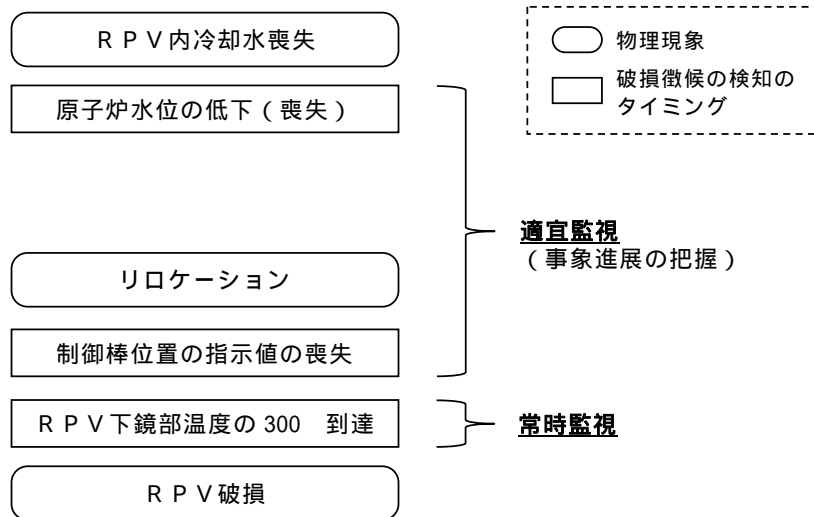 ＲＰＶ内冷却水喪失
原子炉水位の低下（喪失）
リロケーション
制御棒位置の指示値の喪失
ＲＰＶ下鏡部温度の300　到達
ＲＰＶ破損
適宜監視
（事象進展の把握）
常時監視
物理現象
破損徴候の検知の
タイミング